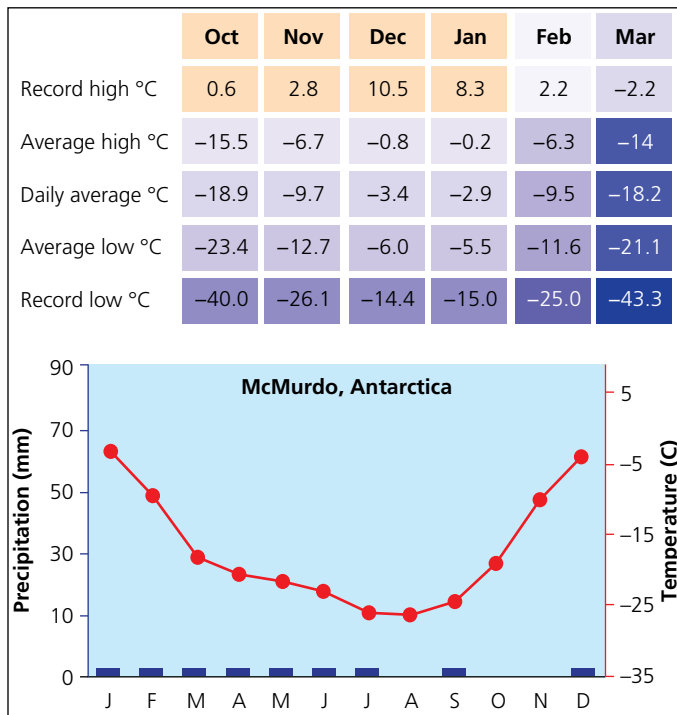 Oct Nov Dec Jan Feb Mar
Record high °C 0.6 2.8 10.5 8.3 2.2 –2.2
Average high °C –15.5 –6.7 –0.8 –0.2 –6.3 –14
Daily average °C –18.9 –9.7 –3.4 –2.9 –9.5 –18.2
Average low °C –23.4 –12.7 –6.0 –5.5 –11.6 –21.1
Record low °C –40.0 –26.1 –14.4 –15.0 –25.0 –43.3
McMurdo, Antarctica
Precipitation (mm)
90
70
50
30
10
0
5
–5
–15
–25
–35
Temperature (C)
J F M A M J J A S O N D